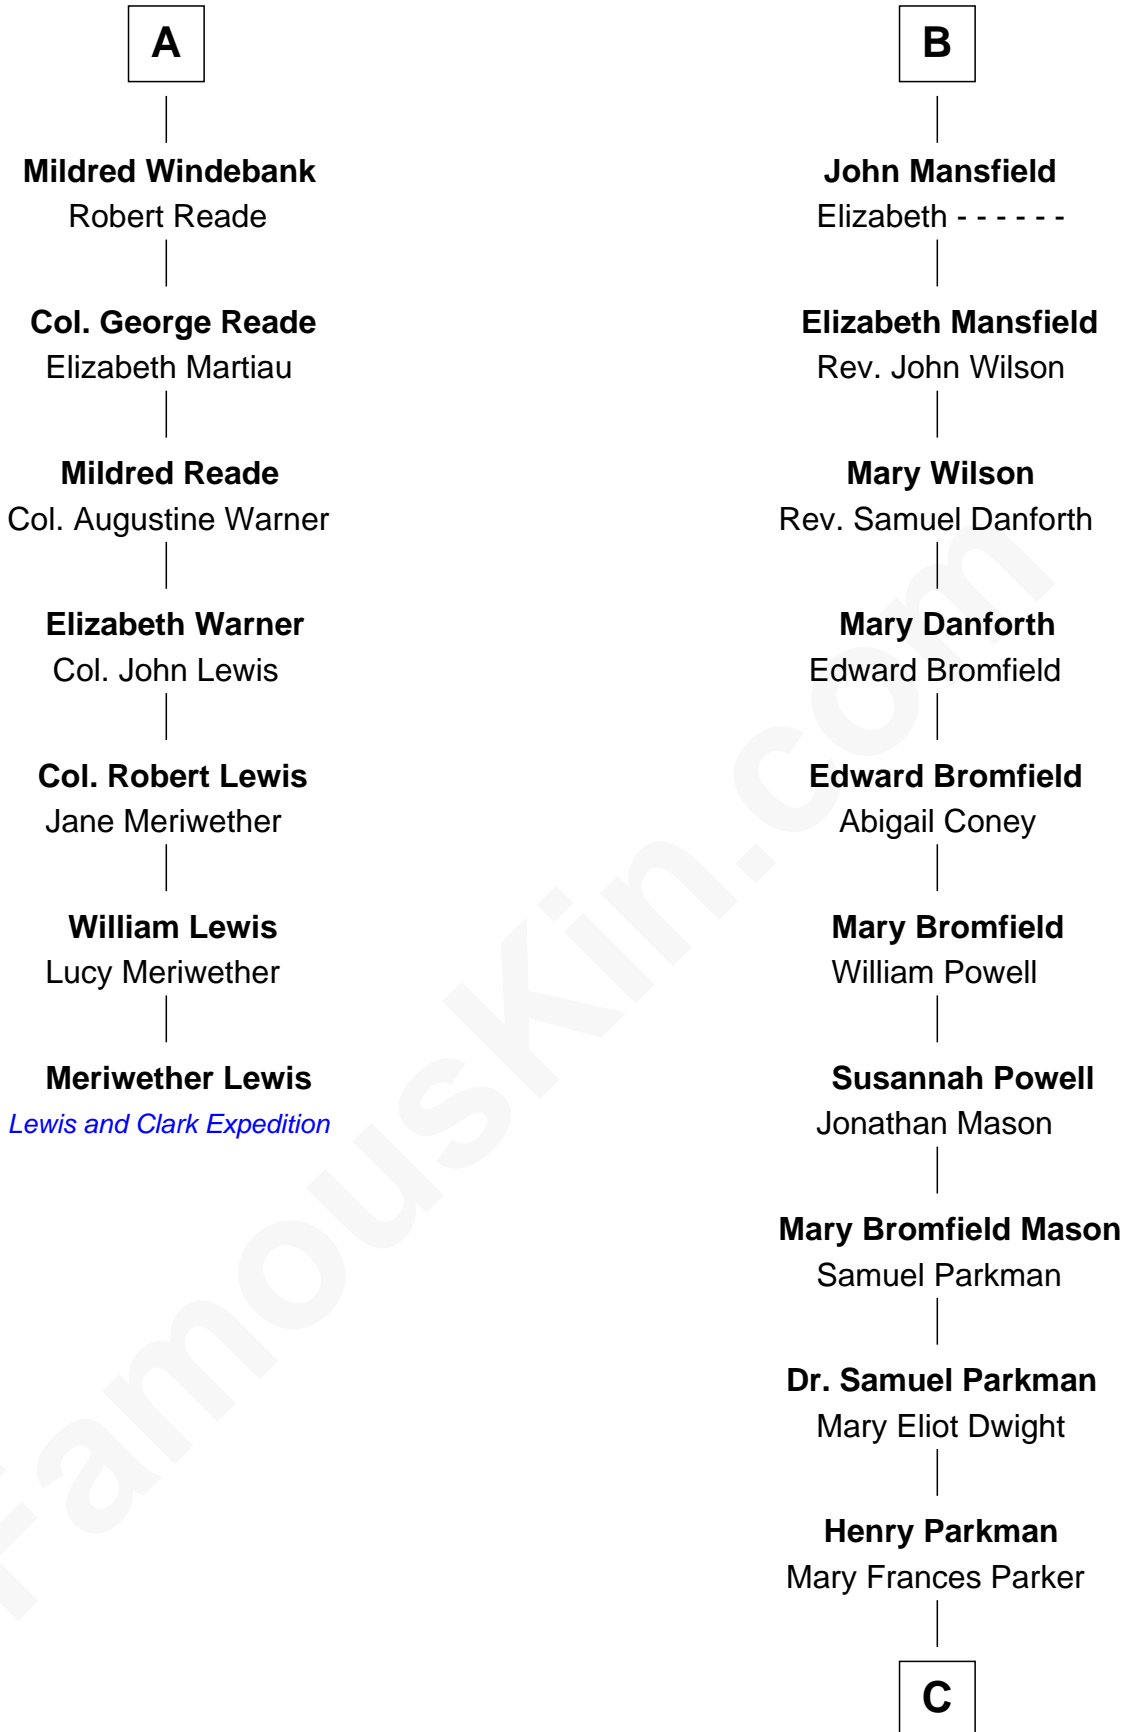 A
Mildred Windebank
Robert Reade
Col. George Reade
Elizabeth Martiau
Mildred Reade
Col. Augustine Warner
Elizabeth Warner
Col. John Lewis
Col. Robert Lewis
Jane Meriwether
William Lewis
Lucy Meriwether
Meriwether Lewis
Lewis and Clark Expedition
B
John Mansfield
Elizabeth - - - - - -
Elizabeth Mansfield
Rev. John Wilson
Mary Wilson
Rev. Samuel Danforth
Mary Danforth
Edward Bromfield
Edward Bromfield
Abigail Coney
Mary Bromfield
William Powell
Susannah Powell
Jonathan Mason
Mary Bromfield Mason
Samuel Parkman
Dr. Samuel Parkman
Mary Eliot Dwight
Henry Parkman
Mary Frances Parker
C
FamousKin.com